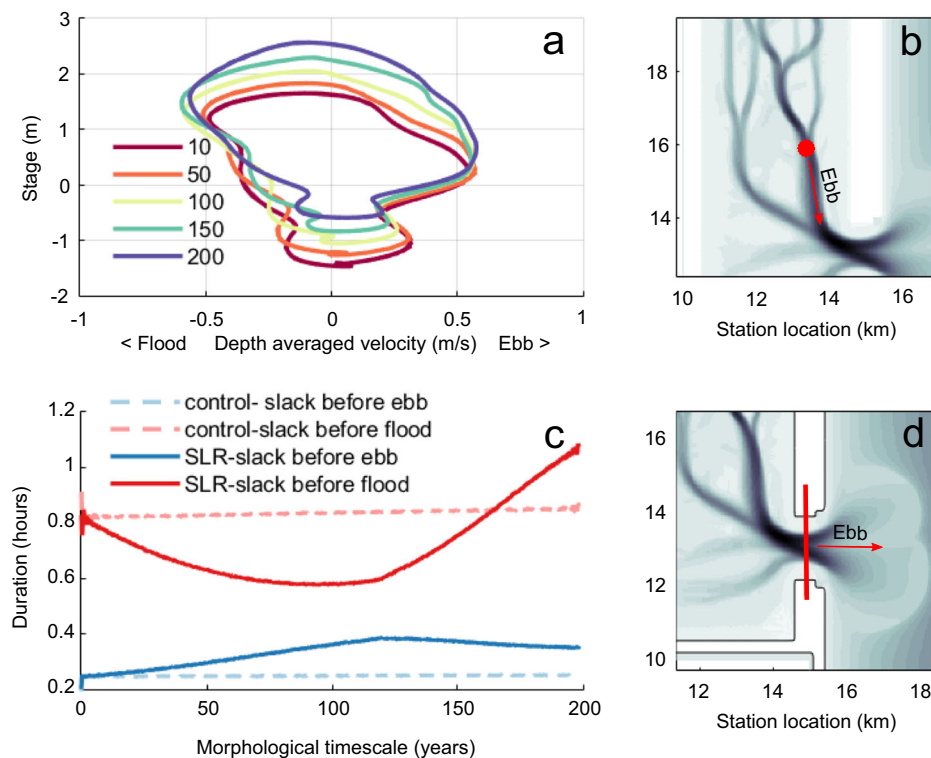 a
3
2
1
0
-1
-2
Stage (m)
10
50
100
150
200
-1
-0.5
0
0.5
1
< Flood Depth averaged velocity (m/s) Ebb >
b
18
16
14
Ebb
10 12 14 16
Station location (km)
c
1.2
1
0.8
0.6
0.4
0.2
Duration (hours)
control- slack before ebb
control-slack before flood
SLR-slack before ebb
SLR-slack before flood
0 50 100 150 200
Morphological timescale (years)
d
16
14
12
10
Ebb
12 14 16 18
Station location (km)